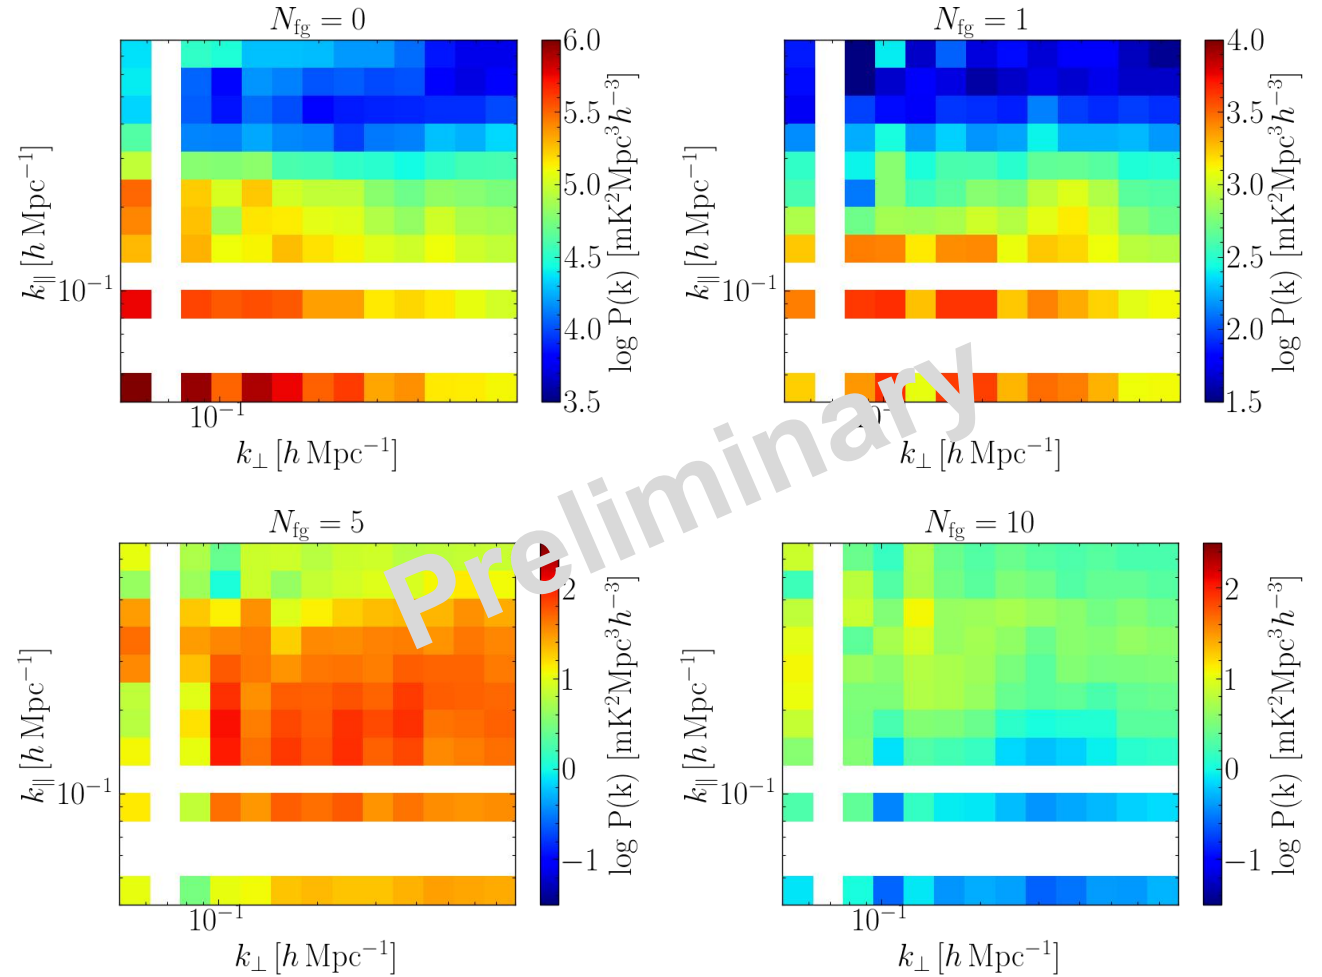 N_fg = 0
6.0
5.5
5.0
4.5
4.0
3.5
log P(k) [mK²Mpc³h⁻³]
k_∥ [h Mpc⁻¹]
10⁻¹
10⁻¹
k_⊥ [h Mpc⁻¹]
N_fg = 1
4.0
3.5
3.0
2.5
2.0
1.5
log P(k) [mK²Mpc³h⁻³]
k_∥ [h Mpc⁻¹]
10⁻¹
k_⊥ [h Mpc⁻¹]
Preliminary
N_fg = 5
2
1
0
−1
log P(k) [mK²Mpc³h⁻³]
k_∥ [h Mpc⁻¹]
10⁻¹
10⁻¹
k_⊥ [h Mpc⁻¹]
N_fg = 10
2
1
0
−1
log P(k) [mK²Mpc³h⁻³]
k_∥ [h Mpc⁻¹]
10⁻¹
10⁻¹
k_⊥ [h Mpc⁻¹]